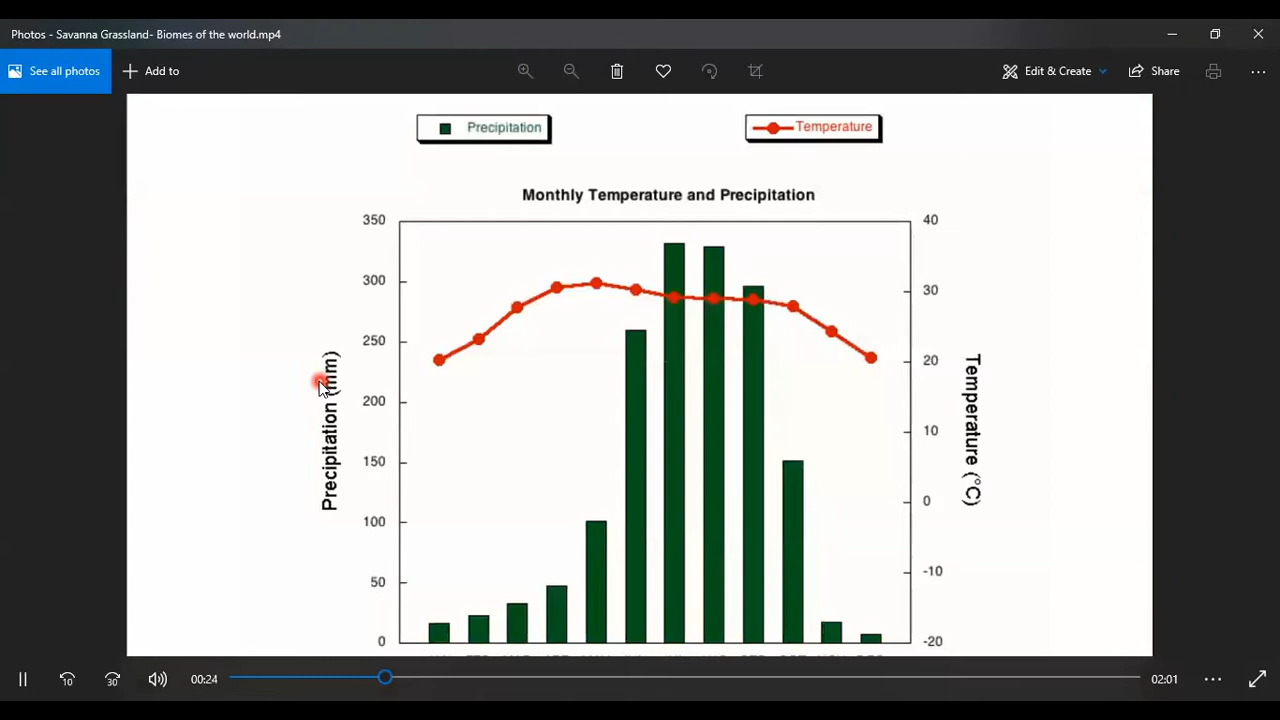 Photos - Savanna Grassland- Biomes of the world.mp4
See all photos
Add to
Edit & Create
Share
Precipitation
Temperature
Monthly Temperature and Precipitation
350
300
250
200
150
100
50
0
Precipitation (mm)
40
30
20
10
0
-10
-20
Temperature (°C)
10
30
00:24
02:01